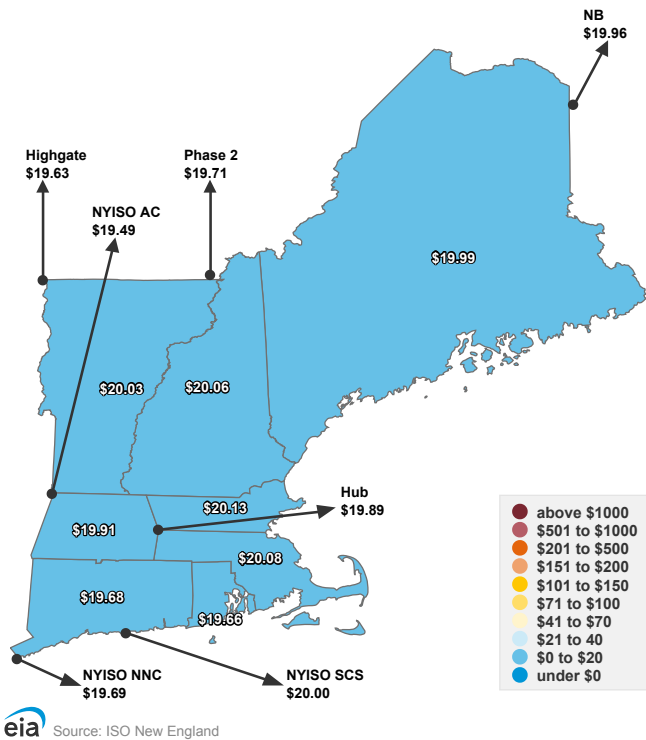 NB
$19.96
Highgate
$19.63
Phase 2
$19.71
NYISO AC
$19.49
$19.99
$20.03
$20.06
Hub
$19.89
$20.13
$19.91
$20.08
$19.68
$19.66
NYISO NNC
$19.69
NYISO SCS
$20.00
above $1000
$501 to $1000
$201 to $500
$151 to $200
$101 to $150
$71 to $100
$41 to $70
$21 to 40
$0 to $20
under $0
eia Source: ISO New England